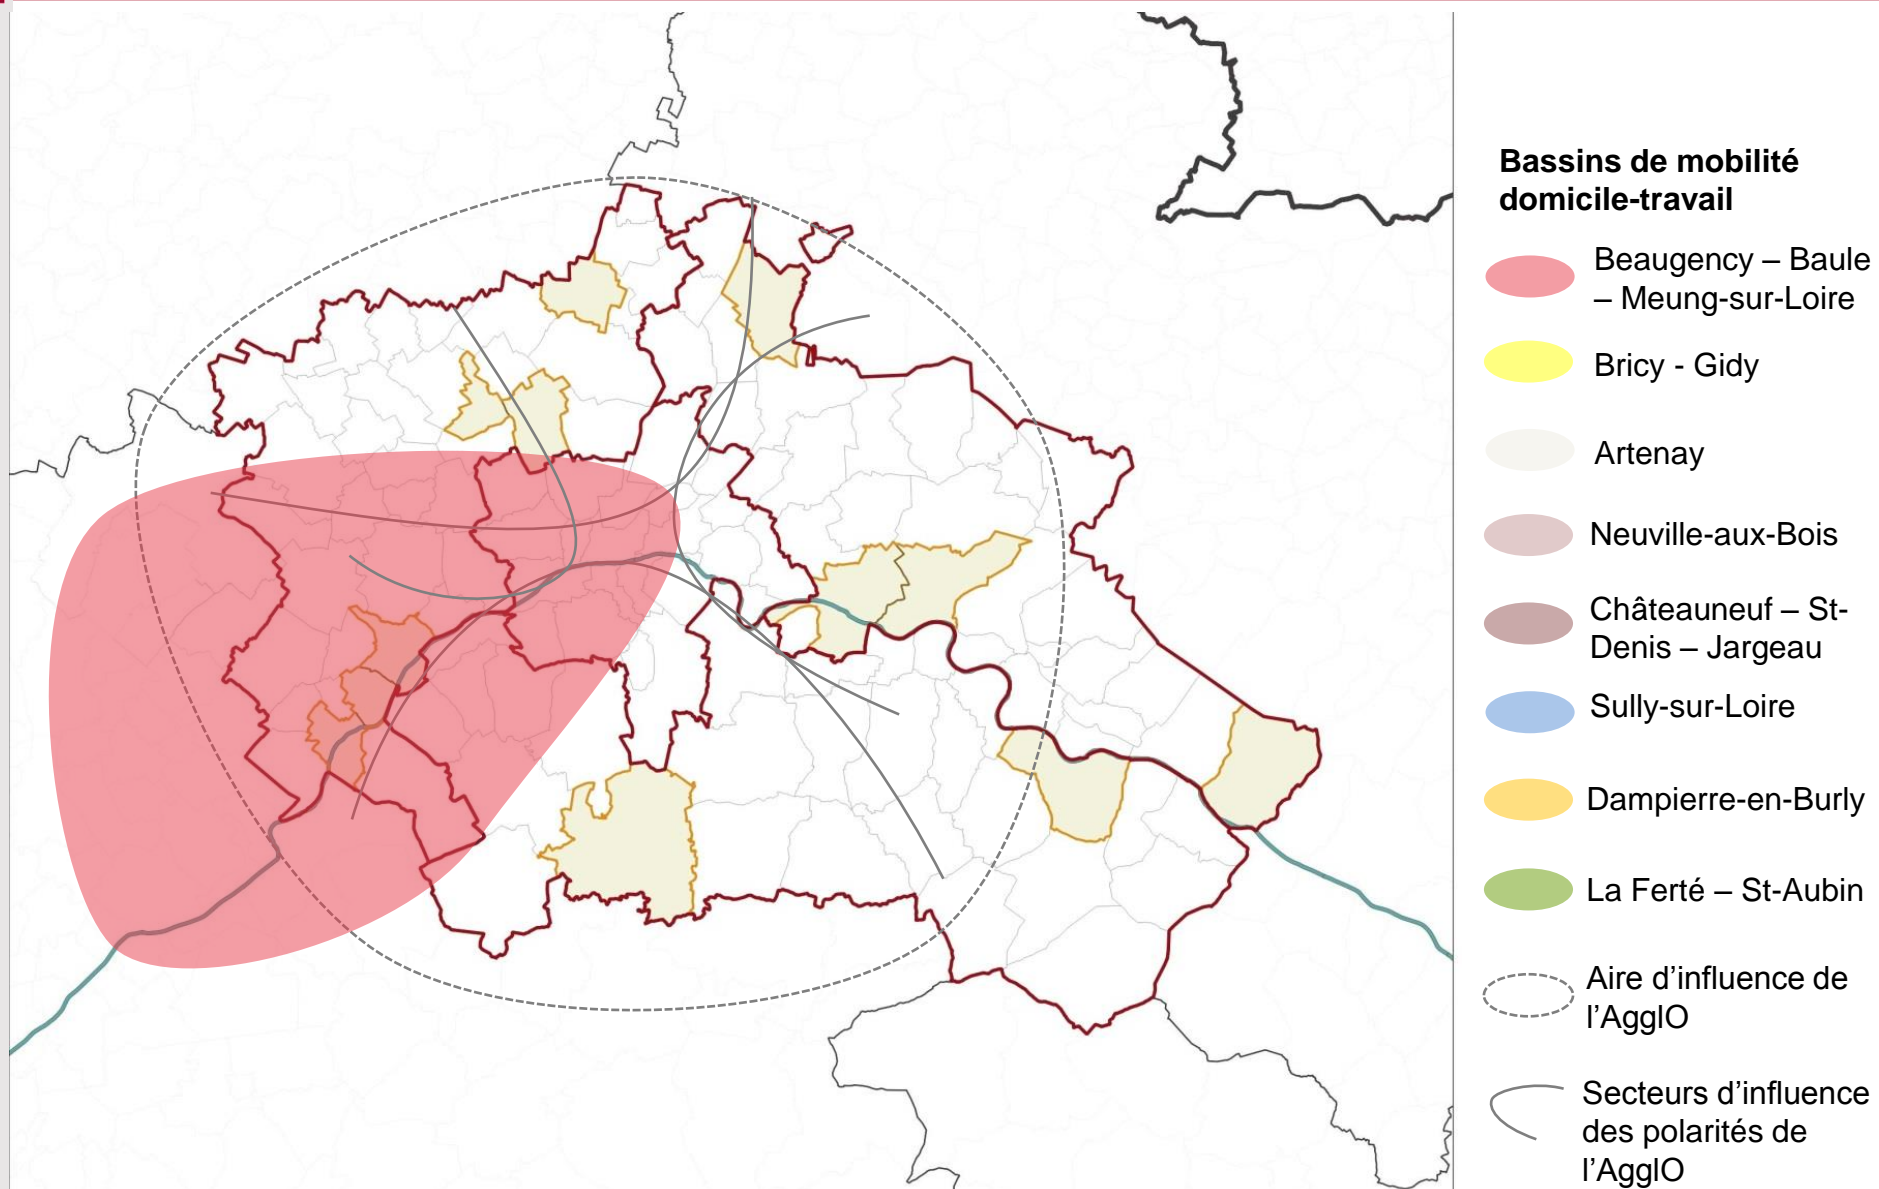 Bassins de mobilité
domicile-travail
Beaugency – Baule
– Meung-sur-Loire
Bricy - Gidy
Artenay
Neuville-aux-Bois
Châteauneuf – St-
Denis – Jargeau
Sully-sur-Loire
Dampierre-en-Burly
La Ferté – St-Aubin
Aire d’influence de
l’AgglO
Secteurs d’influence
des polarités de
l’AgglO